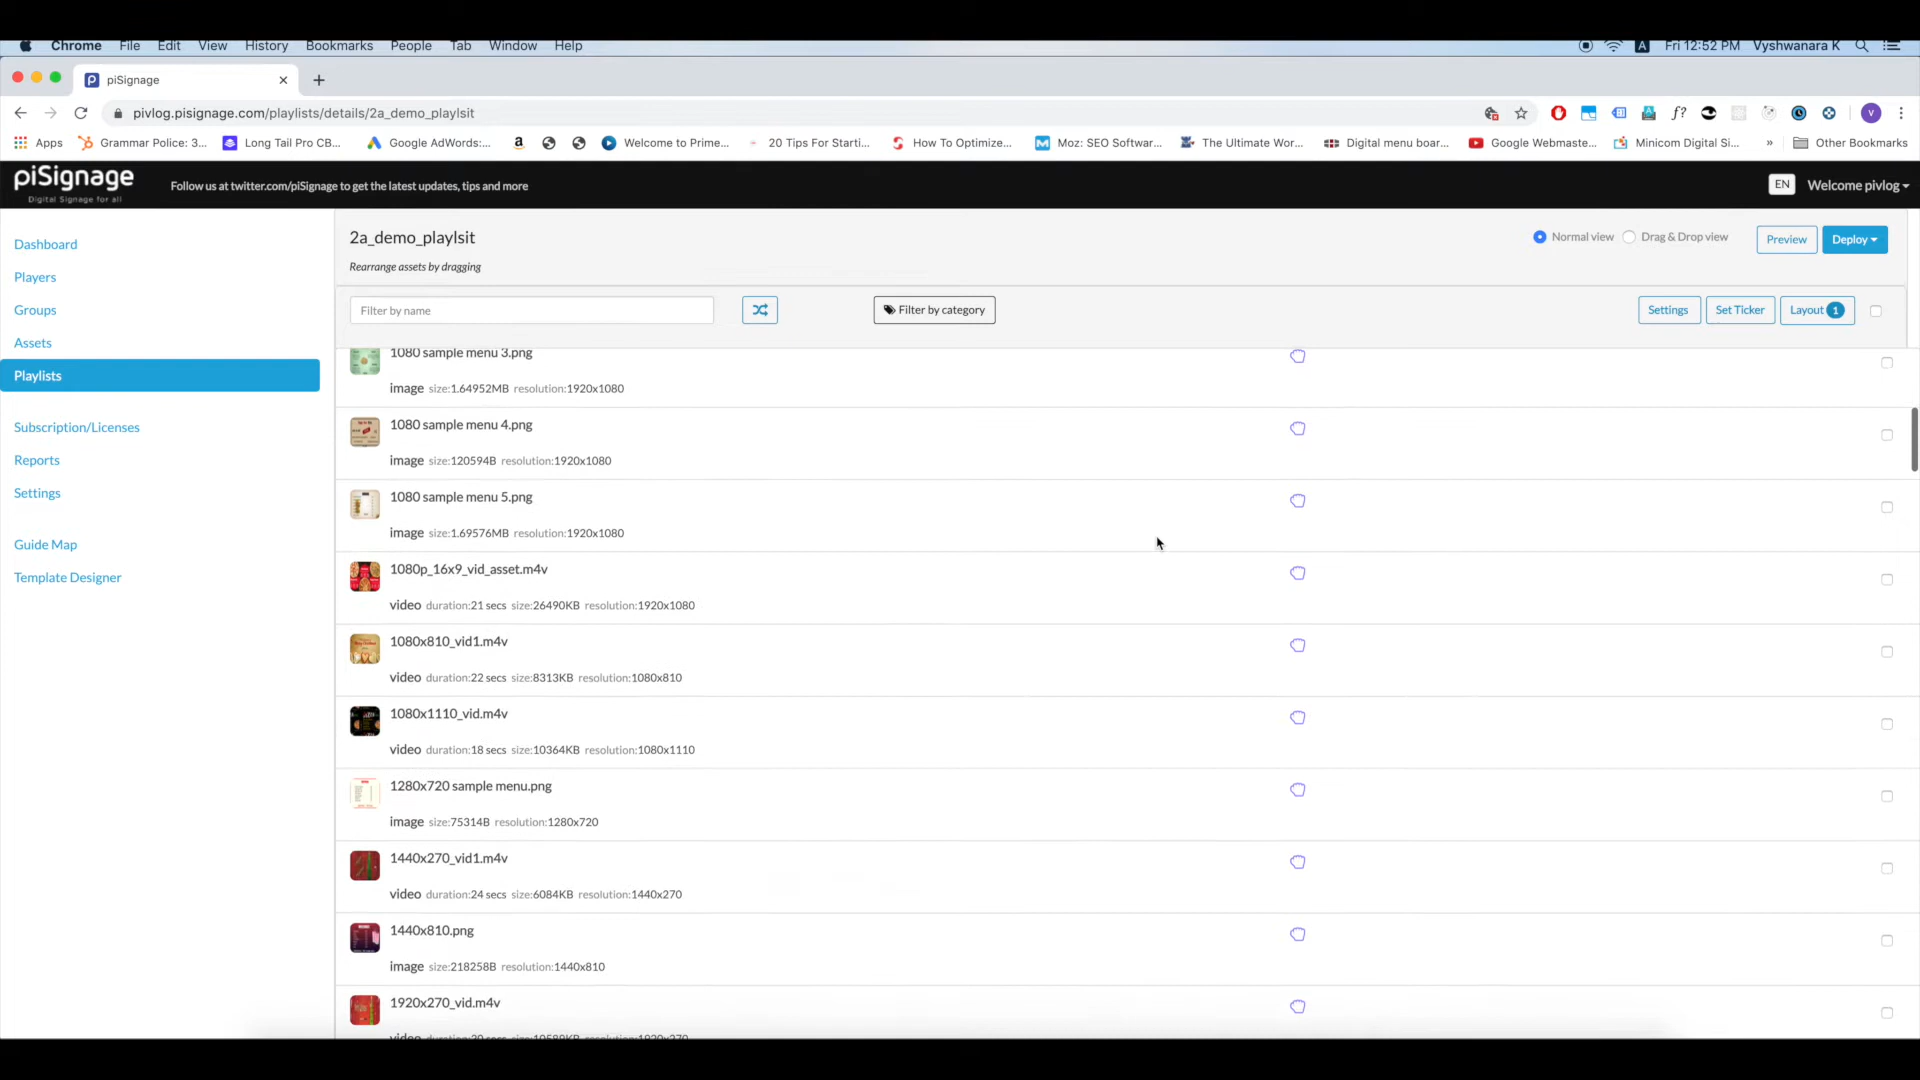 Chrome File Edit View History Bookmarks People Tab Window Help A Fri 12:52 PM Vyshwanara K
piSignage
pivlog.pisignage.com/playlists/details/2a_demo_playlsit f? V
Apps Grammar Police: 3... Long Tail Pro CB... Google AdWords:... Welcome to Prime... 20 Tips For Starti... How To Optimize... Moz: SEO Softwar... The Ultimate Wor... Digital menu boar... Google Webmaste... Minicom Digital Si... » Other Bookmarks
piSignage
Digital Signage for all
Follow us at twitter.com/piSignage to get the latest updates, tips and more
EN Welcome pivlog
Dashboard
Players
Groups
Assets
Playlists
Subscription/Licenses
Reports
Settings
Guide Map
Template Designer
2a_demo_playlsit
Rearrange assets by dragging
Normal view Drag & Drop view Preview Deploy
Filter by name Filter by category Settings Set Ticker Layout 1
1080 sample menu 3.png
image size:1.64952MB resolution:1920x1080
1080 sample menu 4.png
image size:120594B resolution:1920x1080
1080 sample menu 5.png
image size:1.69576MB resolution:1920x1080
1080p_16x9_vid_asset.m4v
video duration:21 secs size:26490KB resolution:1920x1080
1080x810_vid1.m4v
video duration:22 secs size:8313KB resolution:1080x810
1080x1110_vid.m4v
video duration:18 secs size:10364KB resolution:1080x1110
1280x720 sample menu.png
image size:75314B resolution:1280x720
1440x270_vid1.m4v
video duration:24 secs size:6084KB resolution:1440x270
1440x810.png
image size:218258B resolution:1440x810
1920x270_vid.m4v